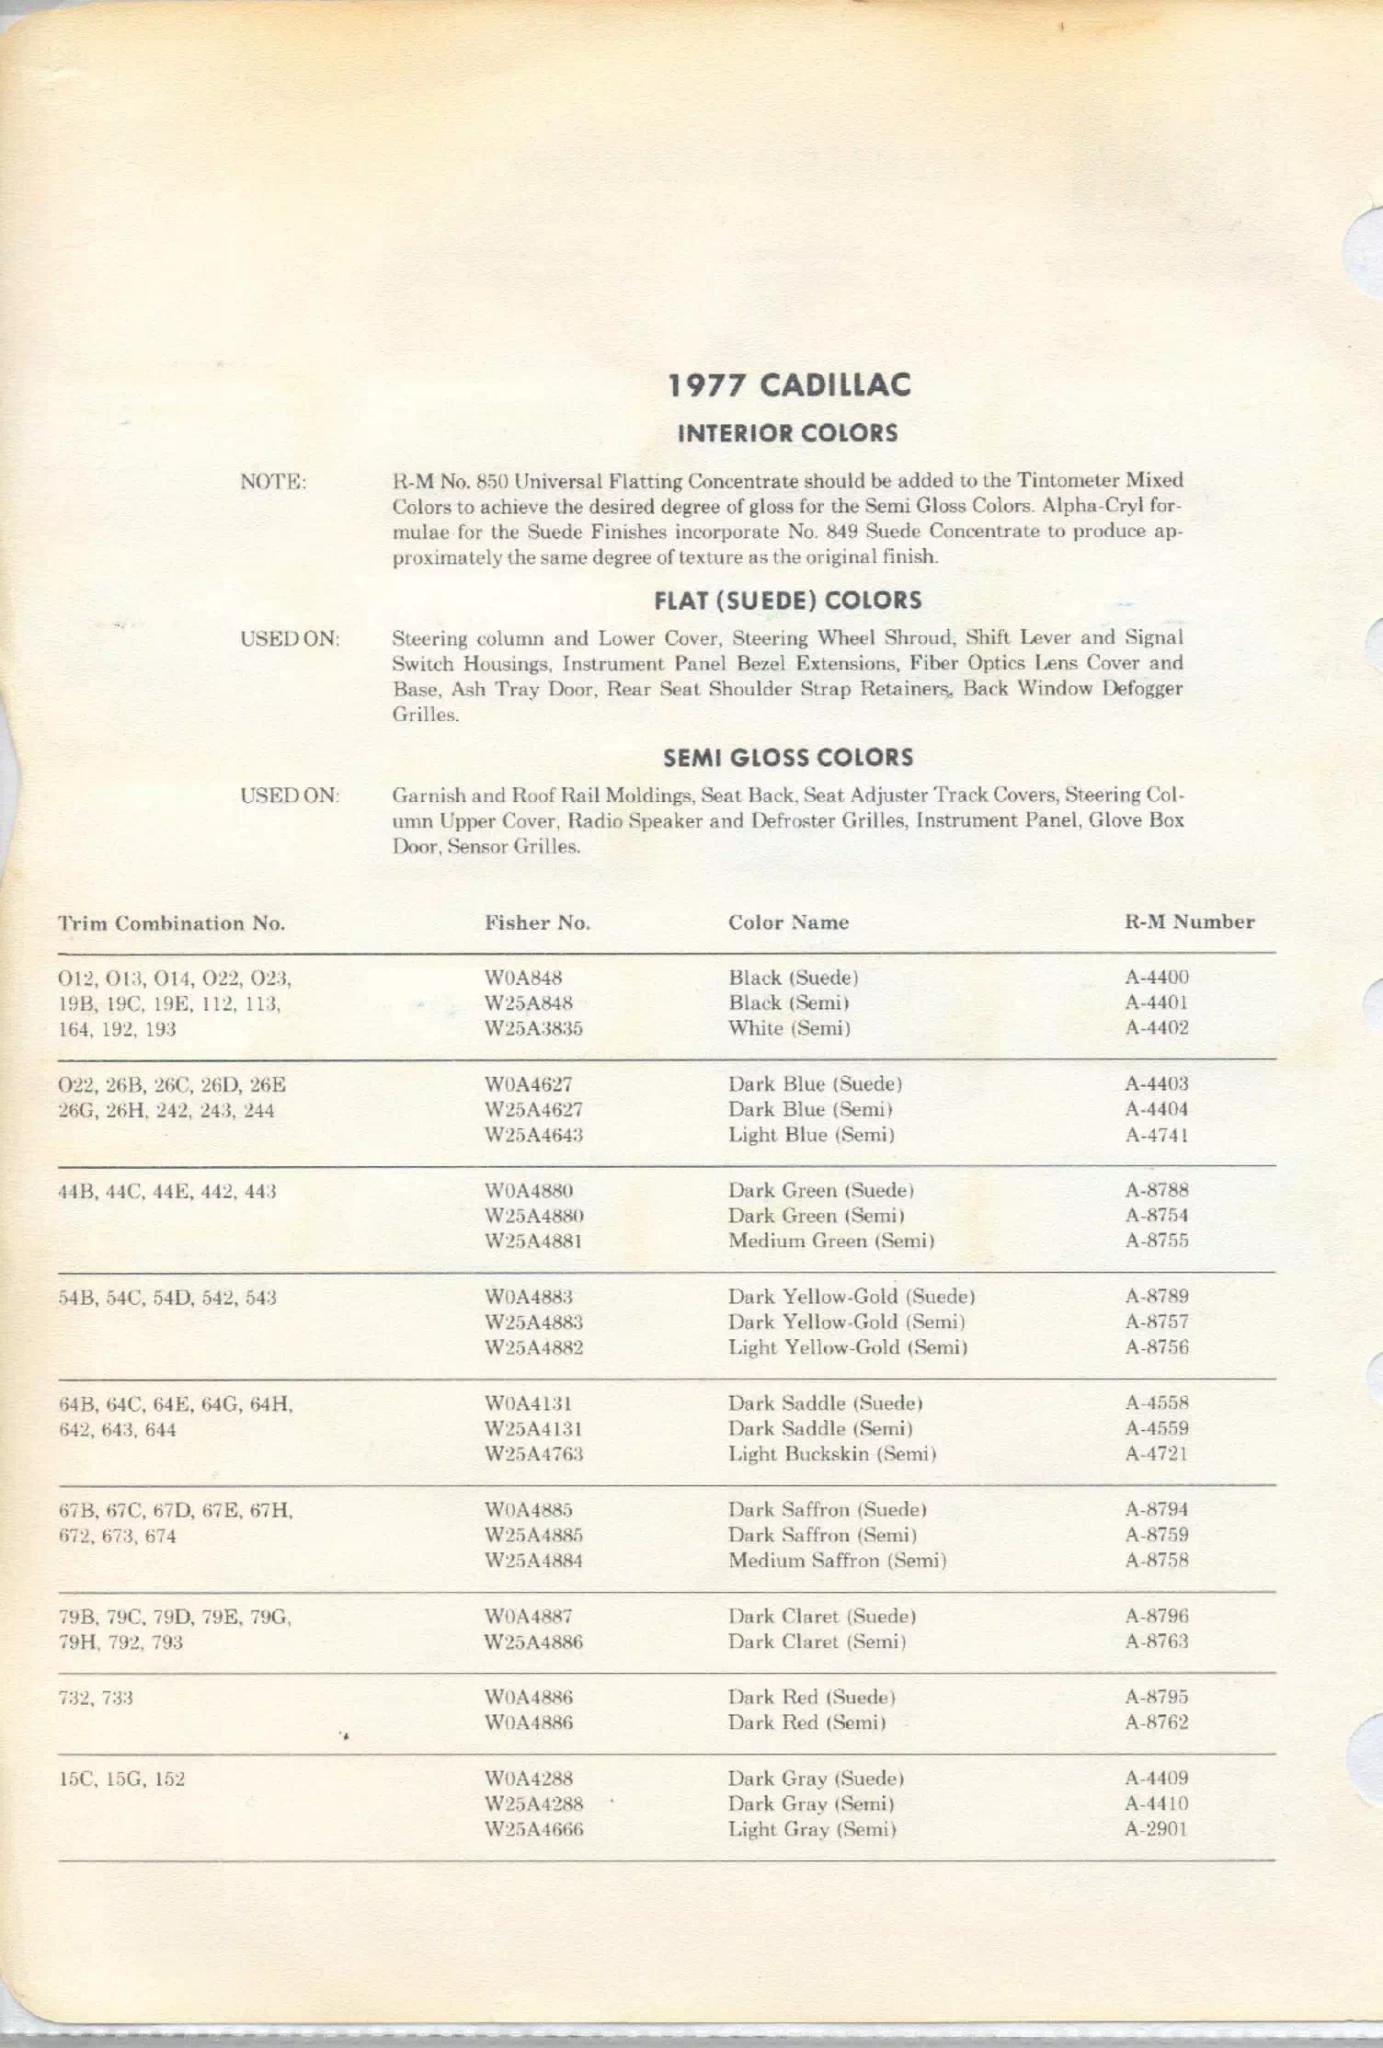 1977 CADILLAC
INTERIOR COLORS
NOTE: R-M No. 850 Universal Flatting Concentrate should be added to the Tintometer Mixed
Colors to achieve the desired degree of gloss for the Semi Gloss Colors. Alpha-Cryl for-
mulae for the Suede Finishes incorporate No. 849 Suede Concentrate to produce ap-
proximately the same degree of texture as the original finish.
FLAT (SUEDE) COLORS
USED ON: Steering column and Lower Cover, Steering Wheel Shroud, Shift Lever and Signal
Switch Housings, Instrument Panel Bezel Extensions, Fiber Optics Lens Cover and
Base, Ash Tray Door, Rear Seat Shoulder Strap Retainers, Back Window Defogger
Grilles.
SEMI GLOSS COLORS
USED ON: Garnish and Roof Rail Moldings, Seat Back, Seat Adjuster Track Covers, Steering Col-
umn Upper Cover, Radio Speaker and Defroster Grilles, Instrument Panel, Glove Box
Door, Sensor Grilles.
Trim Combination No. Fisher No. Color Name R-M Number
O12, O13, O14, O22, O23, W0A848 Black (Suede) A-4400
19B, 19C, 19E, 112, 113, W25A848 Black (Semi) A-4401
164, 192, 193 W25A3835 White (Semi) A-4402
O22, 26B, 26C, 26D, 26E W0A4627 Dark Blue (Suede) A-4403
26G, 26H, 242, 243, 244 W25A4627 Dark Blue (Semi) A-4404
W25A4643 Light Blue (Semi) A-4741
44B, 44C, 44E, 442, 443 W0A4880 Dark Green (Suede) A-8788
W25A4880 Dark Green (Semi) A-8754
W25A4881 Medium Green (Semi) A-8755
54B, 54C, 54D, 542, 543 W0A4883 Dark Yellow-Gold (Suede) A-8789
W25A4883 Dark Yellow-Gold (Semi) A-8757
W25A4882 Light Yellow-Gold (Semi) A-8756
64B, 64C, 64E, 64G, 64H, W0A4131 Dark Saddle (Suede) A-4558
642, 643, 644 W25A4131 Dark Saddle (Semi) A-4559
W25A4763 Light Buckskin (Semi) A-4721
67B, 67C, 67D, 67E, 67H, W0A4885 Dark Saffron (Suede) A-8794
672, 673, 674 W25A4885 Dark Saffron (Semi) A-8759
W25A4884 Medium Saffron (Semi) A-8758
79B, 79C, 79D, 79E, 79G, W0A4887 Dark Claret (Suede) A-8796
79H, 792, 793 W25A4886 Dark Claret (Semi) A-8763
732, 733 W0A4886 Dark Red (Suede) A-8795
W0A4886 Dark Red (Semi) A-8762
15C, 15G, 152 W0A4288 Dark Gray (Suede) A-4409
W25A4288 Dark Gray (Semi) A-4410
W25A4666 Light Gray (Semi) A-2901